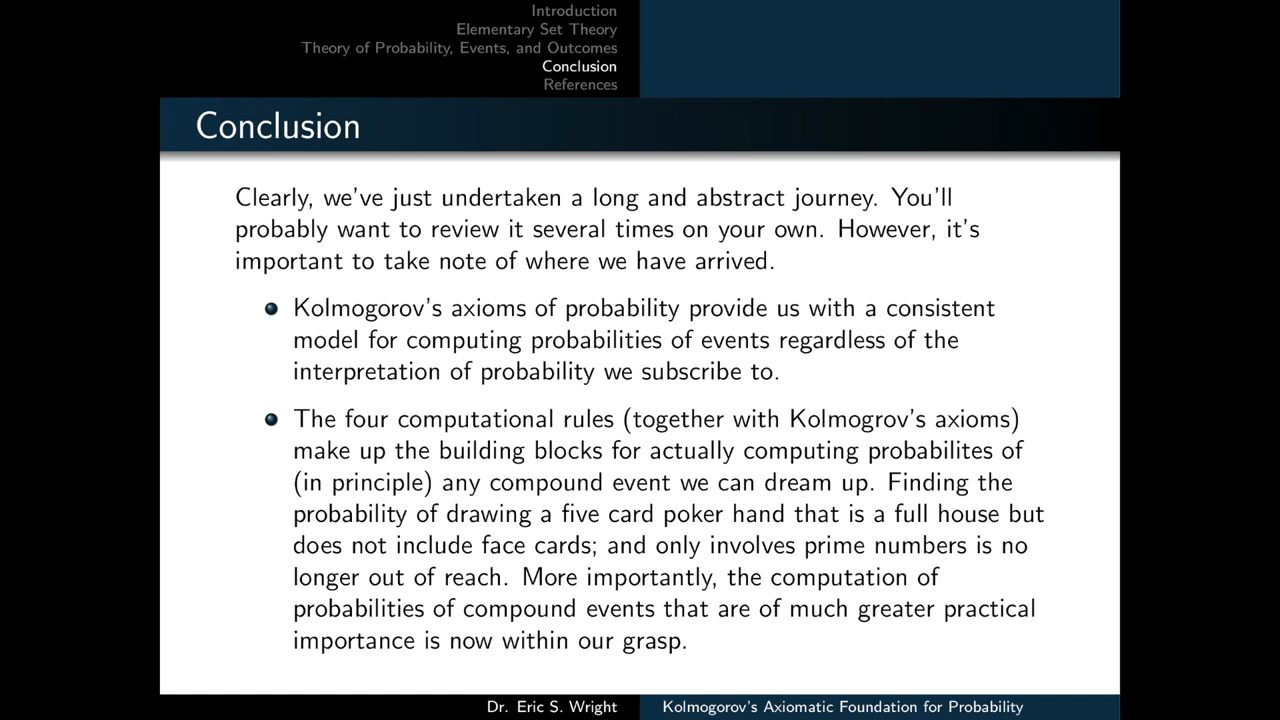 Introduction
Elementary Set Theory
Theory of Probability, Events, and Outcomes
Conclusion
References
Conclusion
Clearly, we've just undertaken a long and abstract journey. You'll
probably want to review it several times on your own. However, it's
important to take note of where we have arrived.
Kolmogorov's axioms of probability provide us with a consistent
model for computing probabilities of events regardless of the
interpretation of probability we subscribe to.
The four computational rules (together with Kolmogrov's axioms)
make up the building blocks for actually computing probabilites of
(in principle) any compound event we can dream up. Finding the
probability of drawing a five card poker hand that is a full house but
does not include face cards; and only involves prime numbers is no
longer out of reach. More importantly, the computation of
probabilities of compound events that are of much greater practical
importance is now within our grasp.
Dr. Eric S. Wright
Kolmogorov's Axiomatic Foundation for Probability